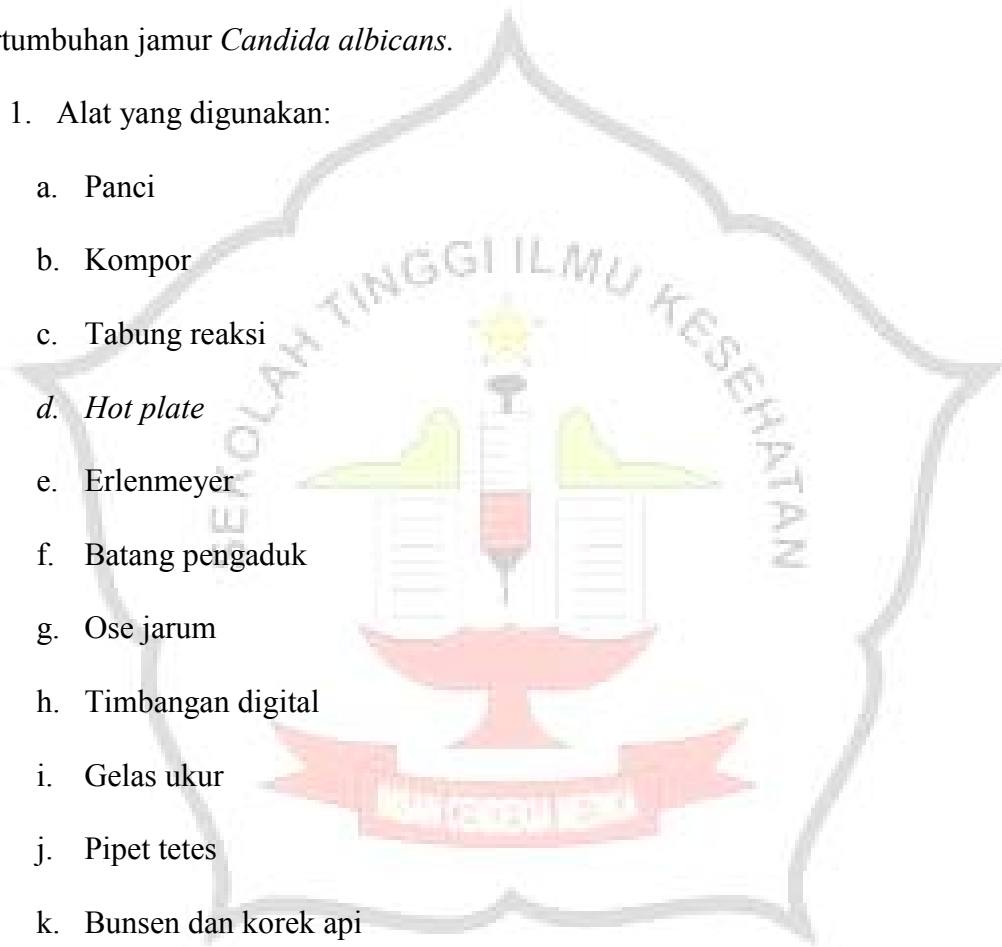 rtumbuhan jamur Candida albicans.
1. Alat yang digunakan:
a. Panci
b. Kompor
SEKOLAH TINGGI ILMU KESEHATAN
c. Tabung reaksi
d. Hot plate
e. Erlenmeyer
f. Batang pengaduk
g. Ose jarum
h. Timbangan digital
i. Gelas ukur
j. Pipet tetes
k. Bunsen dan korek api